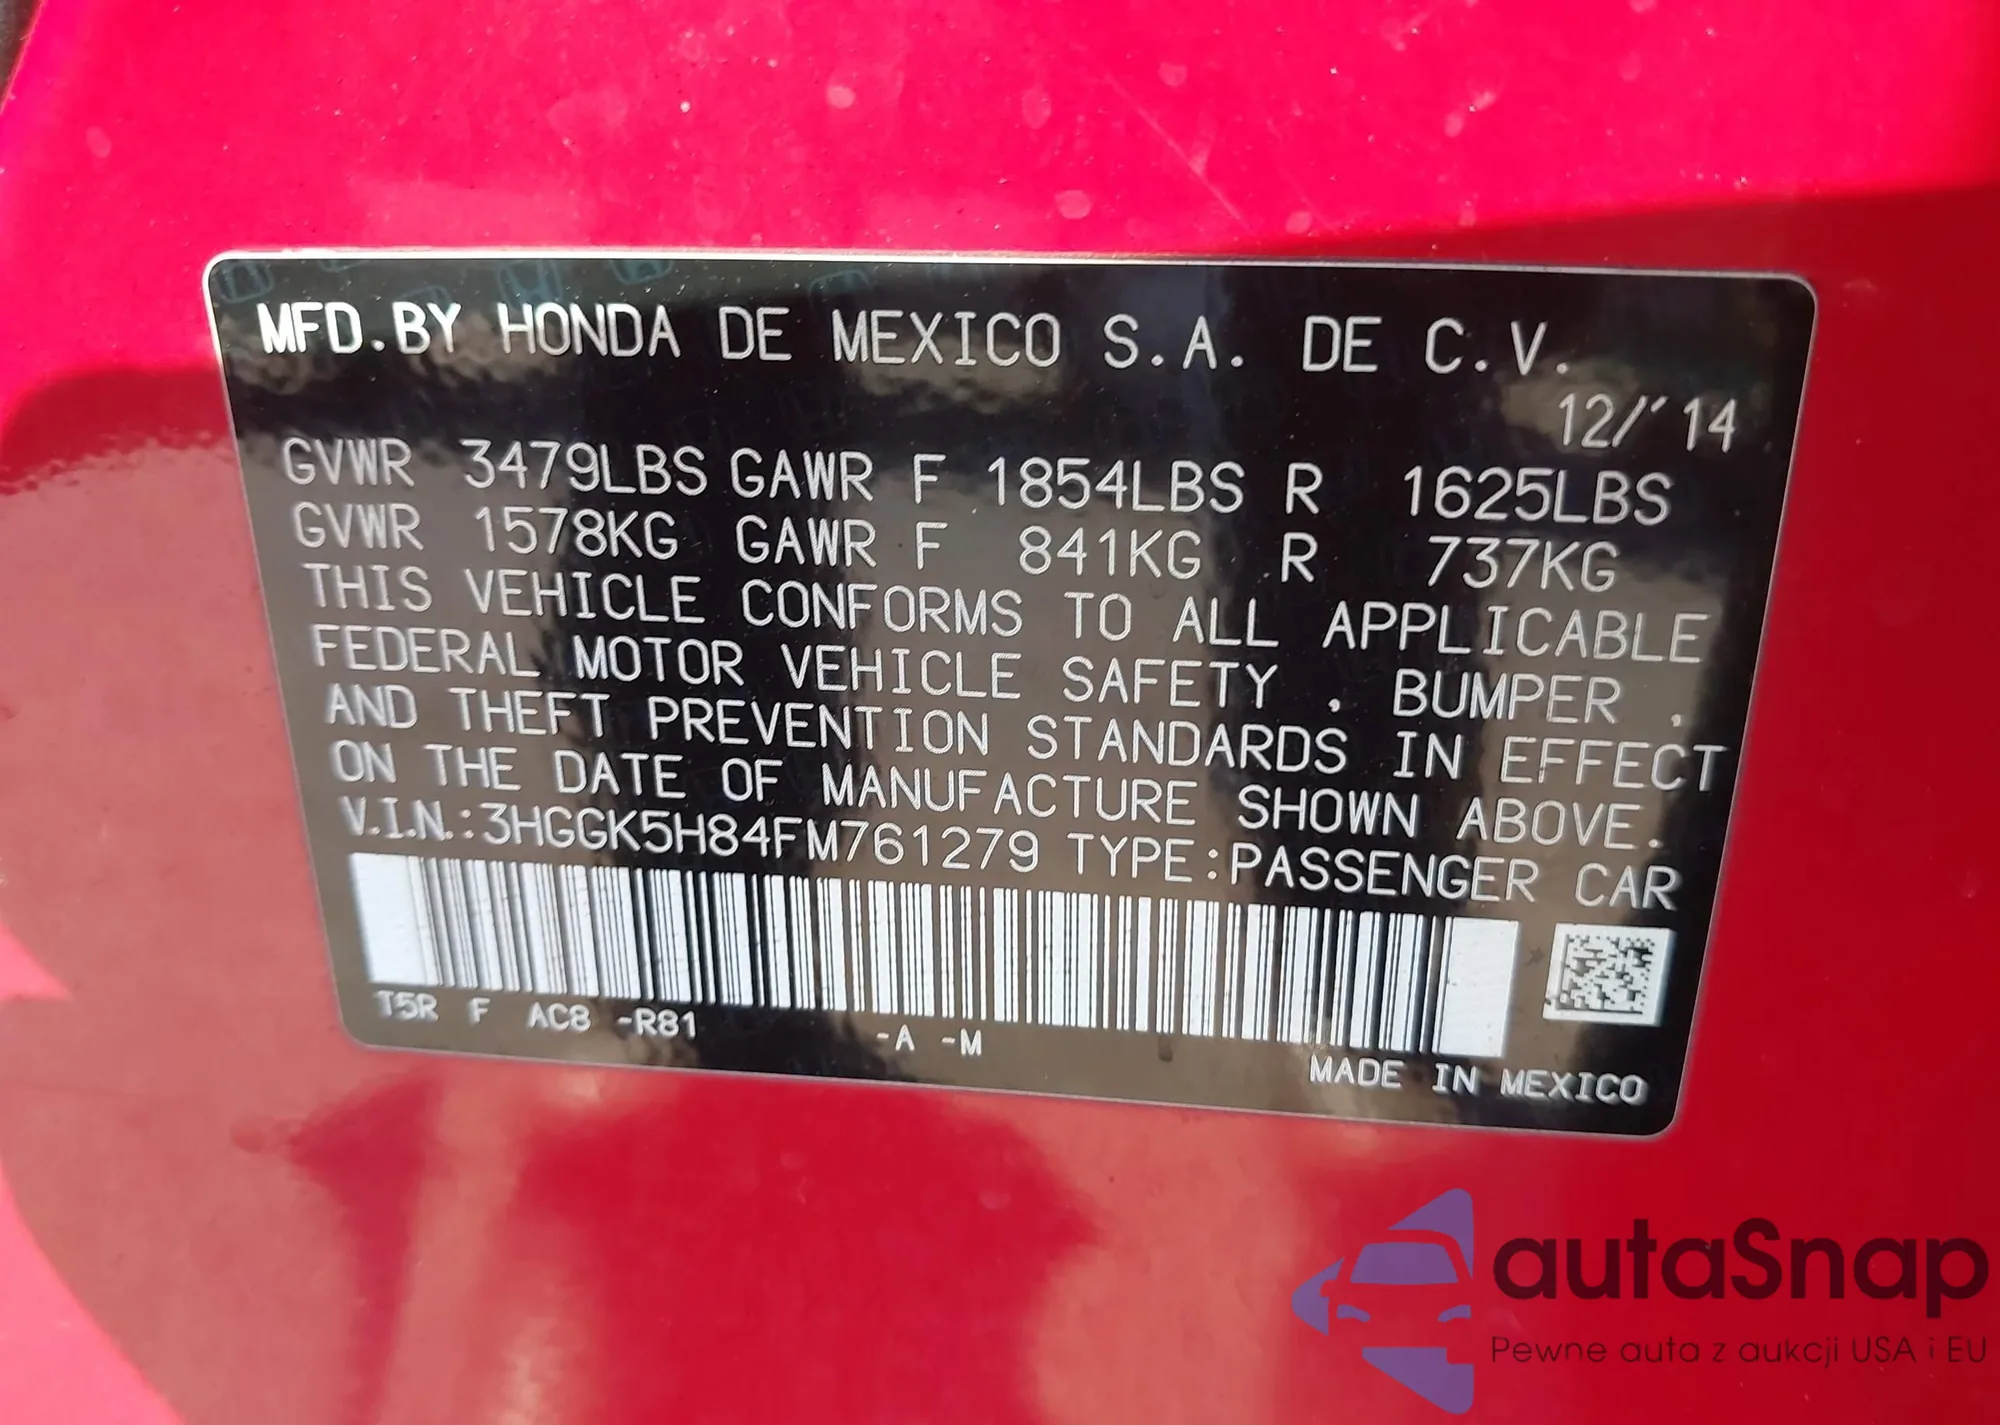 MFD.BY HONDA DE MEXICO S.A. DE C.V.
12/'14
GVWR 3479LBS GAWR F 1854LBS R 1625LBS
GVWR 1578KG GAWR F 841KG R 737KG
THIS VEHICLE CONFORMS TO ALL APPLICABLE
FEDERAL MOTOR VEHICLE SAFETY , BUMPER ,
AND THEFT PREVENTION STANDARDS IN EFFECT
ON THE DATE OF MANUFACTURE SHOWN ABOVE.
V.I.N.:3HGGK5H84FM761279 TYPE:PASSENGER CAR
T5R F AC8 -R81 -A -M
MADE IN MEXICO
autaSnap
Pewne auta z aukcji USA i EU